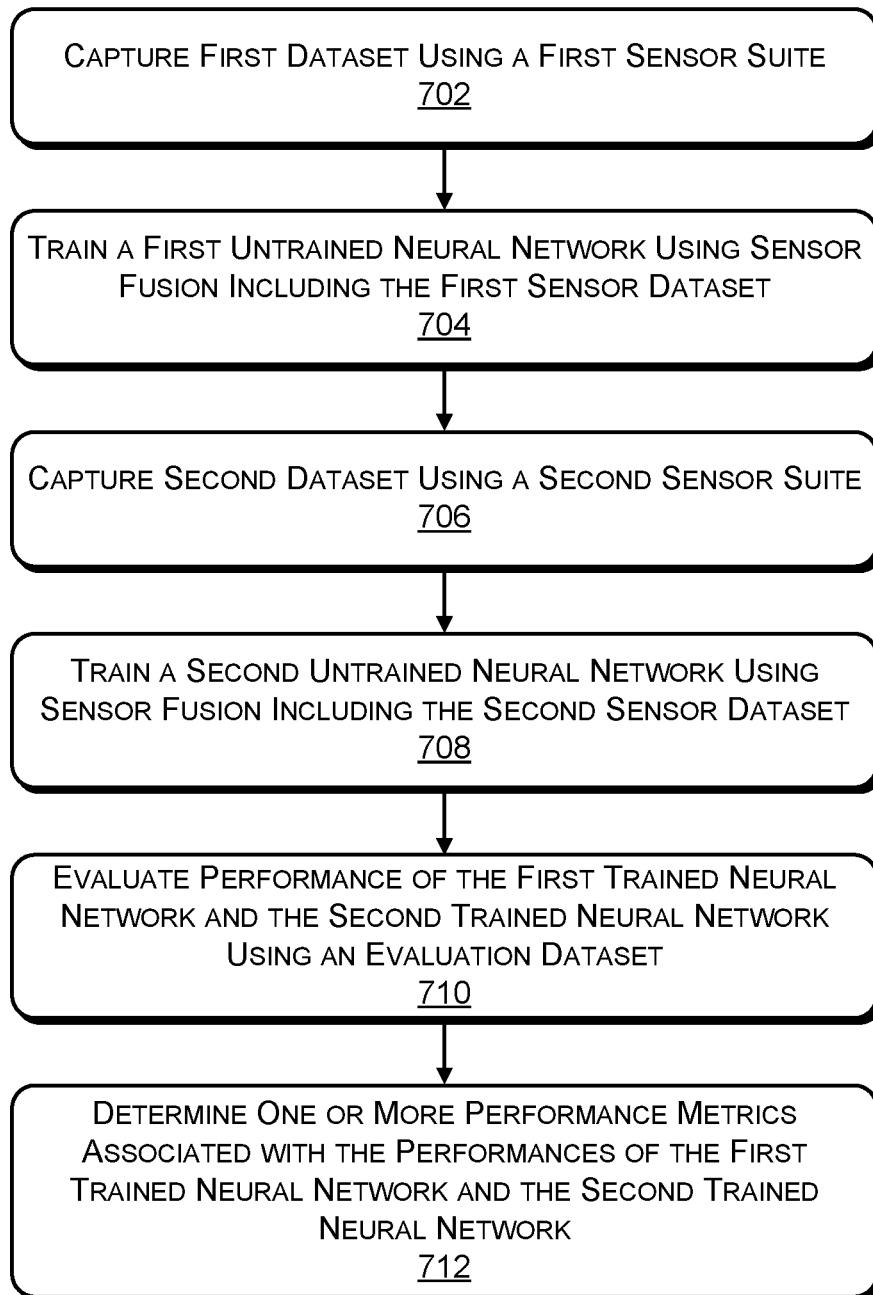 CAPTURE FIRST DATASET USING A FIRST SENSOR SUITE
702
TRAIN A FIRST UNTRAINED NEURAL NETWORK USING SENSOR
FUSION INCLUDING THE FIRST SENSOR DATASET
704
CAPTURE SECOND DATASET USING A SECOND SENSOR SUITE
706
TRAIN A SECOND UNTRAINED NEURAL NETWORK USING
SENSOR FUSION INCLUDING THE SECOND SENSOR DATASET
708
EVALUATE PERFORMANCE OF THE FIRST TRAINED NEURAL
NETWORK AND THE SECOND TRAINED NEURAL NETWORK
USING AN EVALUATION DATASET
710
DETERMINE ONE OR MORE PERFORMANCE METRICS
ASSOCIATED WITH THE PERFORMANCES OF THE FIRST
TRAINED NEURAL NETWORK AND THE SECOND TRAINED
NEURAL NETWORK
712